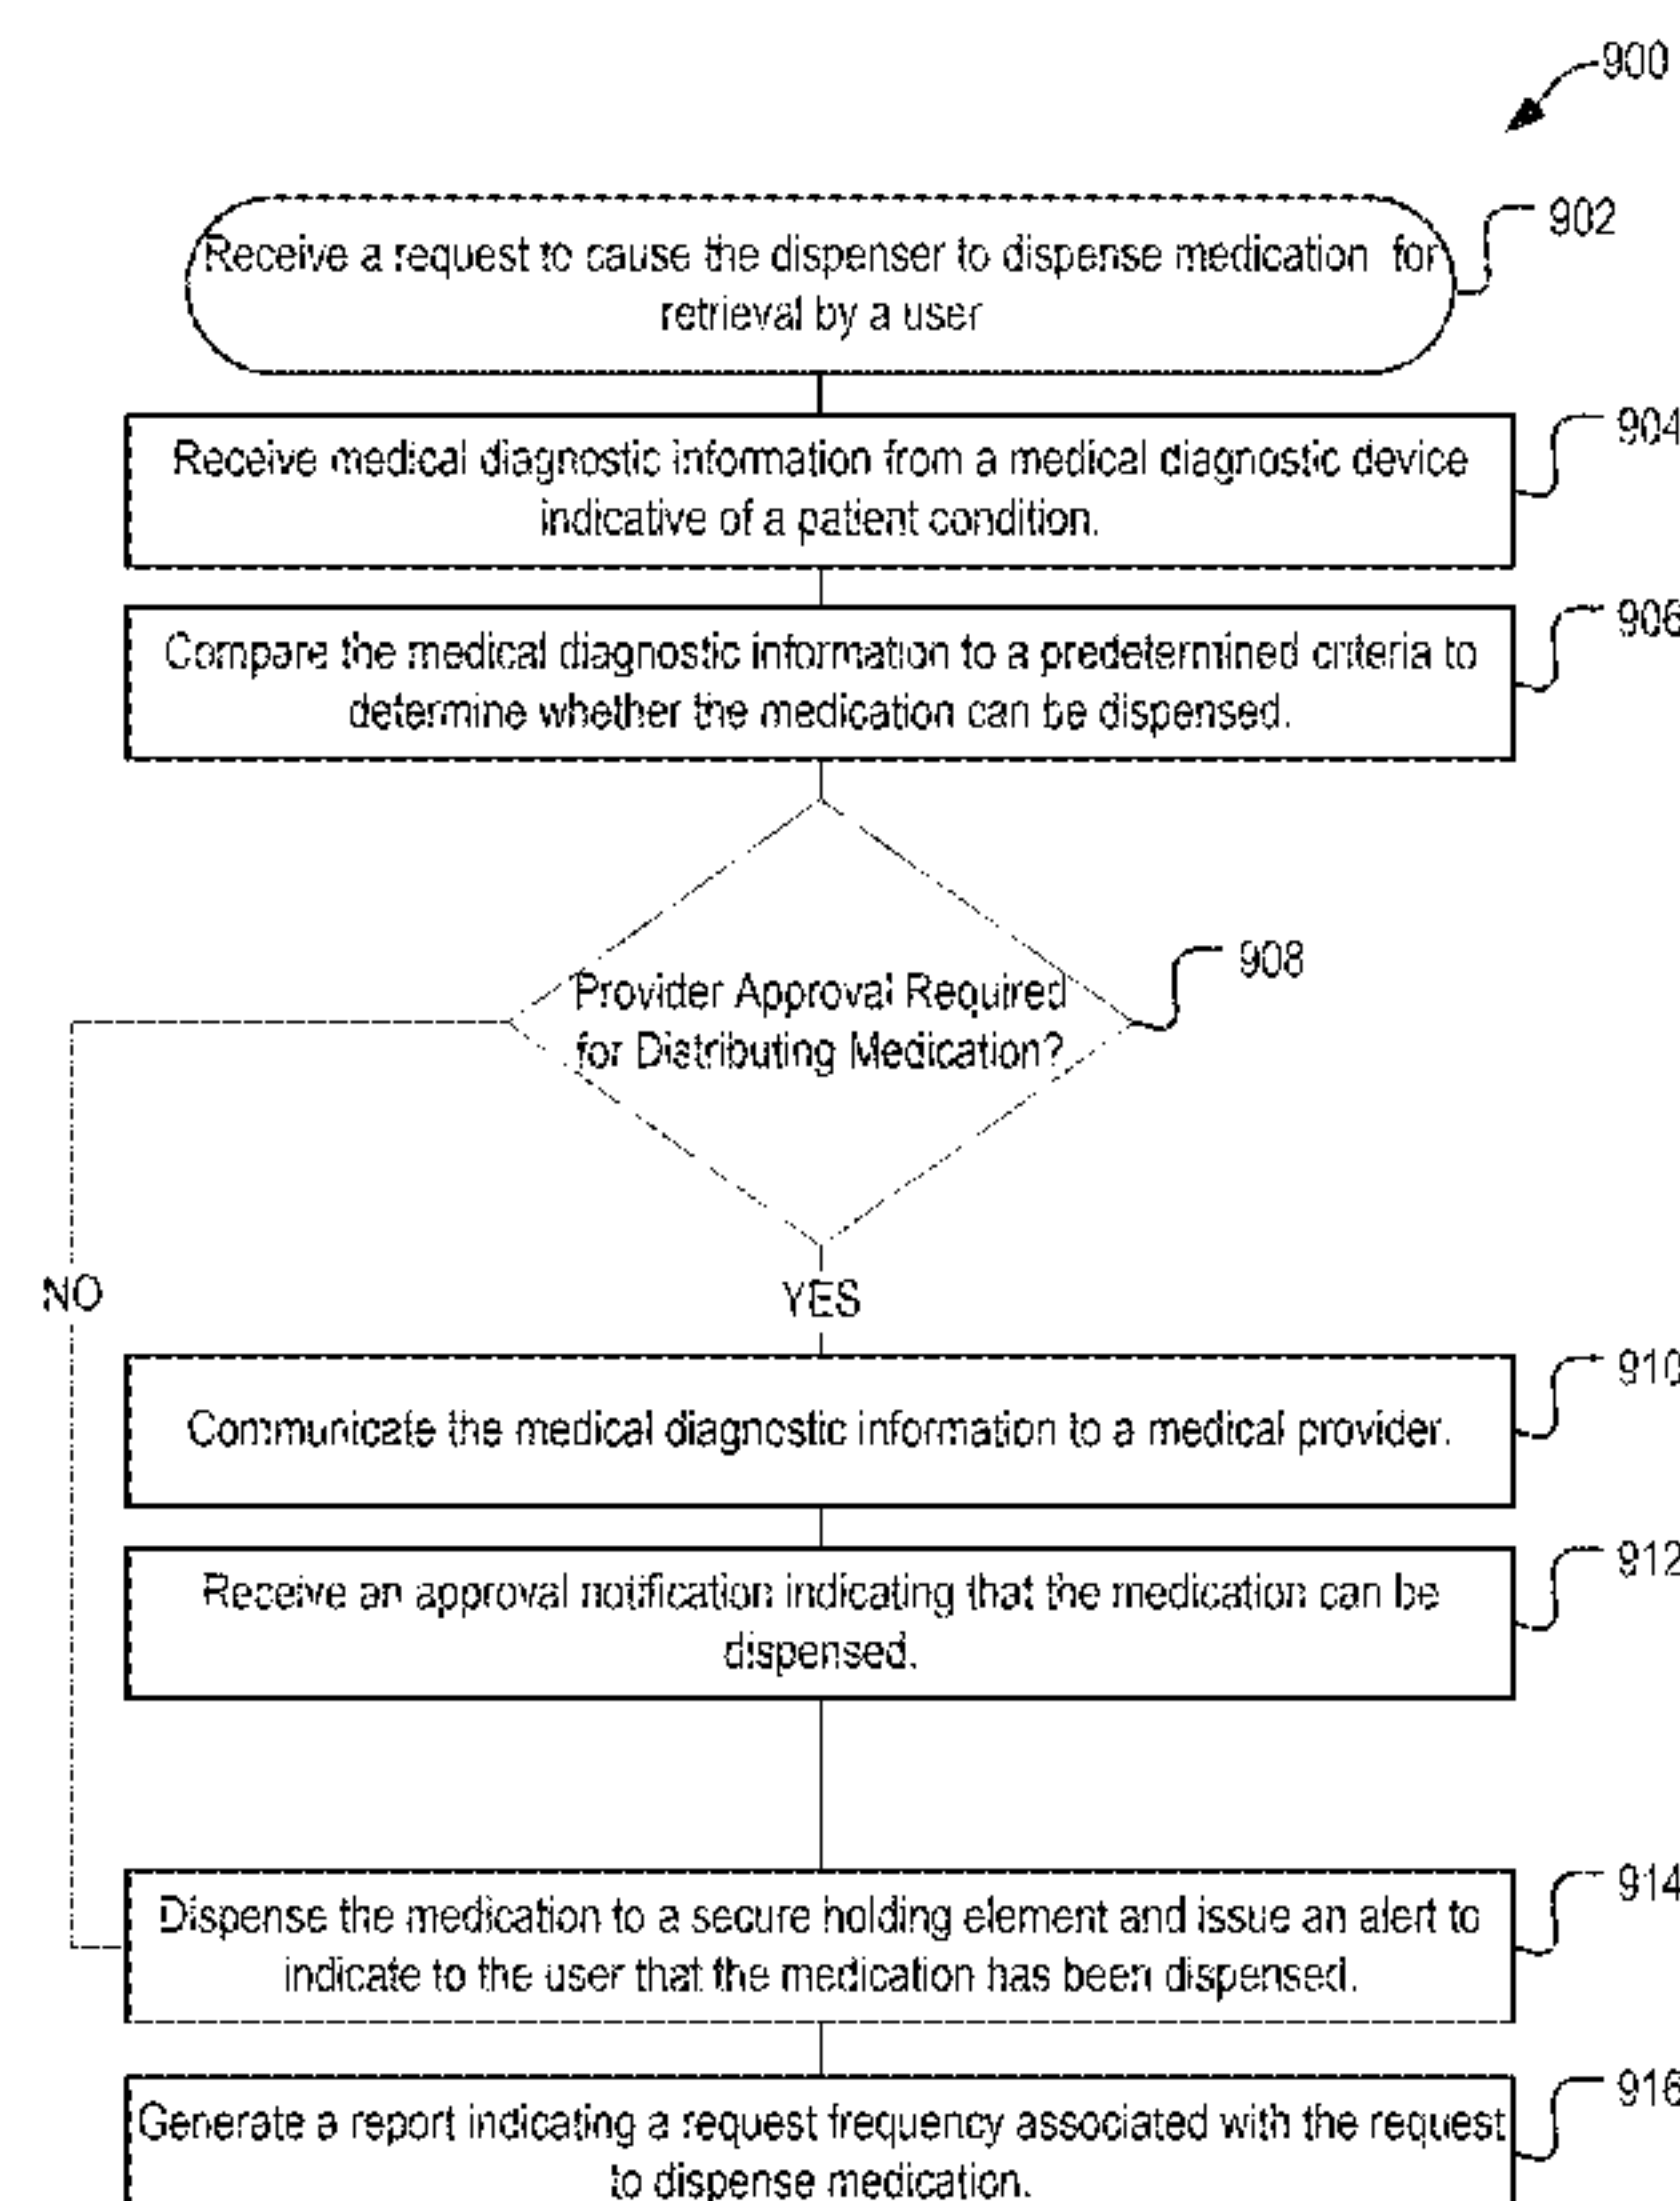 900
902
Receive a request to cause the dispenser to dispense medication for
retrieval by a user
904
Receive medical diagnostic information from a medical diagnostic device
indicative of a patient condition.
906
Compare the medical diagnostic information to a predetermined criteria to
determine whether the medication can be dispensed.
908
Provider Approval Required
for Distributing Medication?
NO
YES
910
Communicate the medical diagnostic information to a medical provider.
912
Receive an approval notification indicating that the medication can be
dispensed.
914
Dispense the medication to a secure holding element and issue an alert to
indicate to the user that the medication has been dispensed.
916
Generate a report indicating a request frequency associated with the request
to dispense medication.